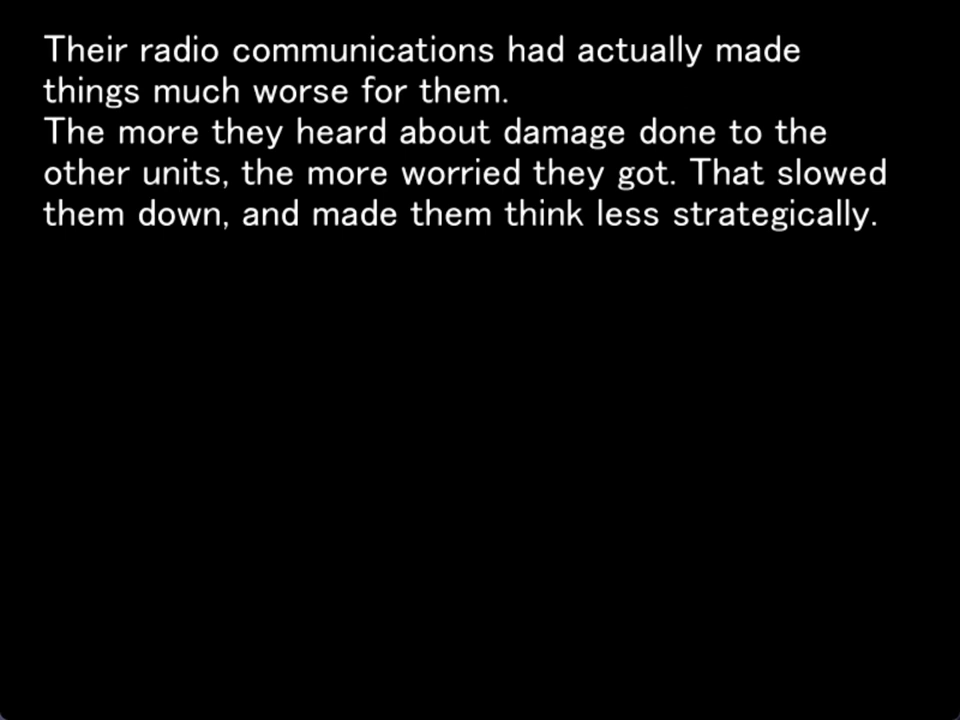 Their radio communications had actually made
things much worse for them.
The more they heard about damage done to the
other units, the more worried they got. That slowed
them down, and made them think less strategically.